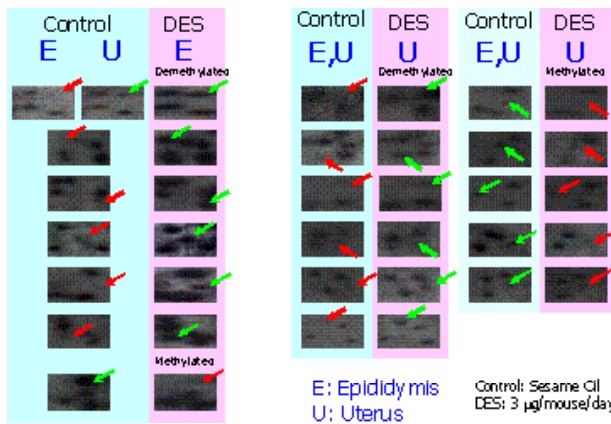 Control DES
E U E
Demethylated
Methylated
Control DES
E,U U
Demethylated
Control DES
E,U U
Methylated
E: Epididymis
U: Uterus
Control: Sesame Oil
DES: 3 µg/mouse/day